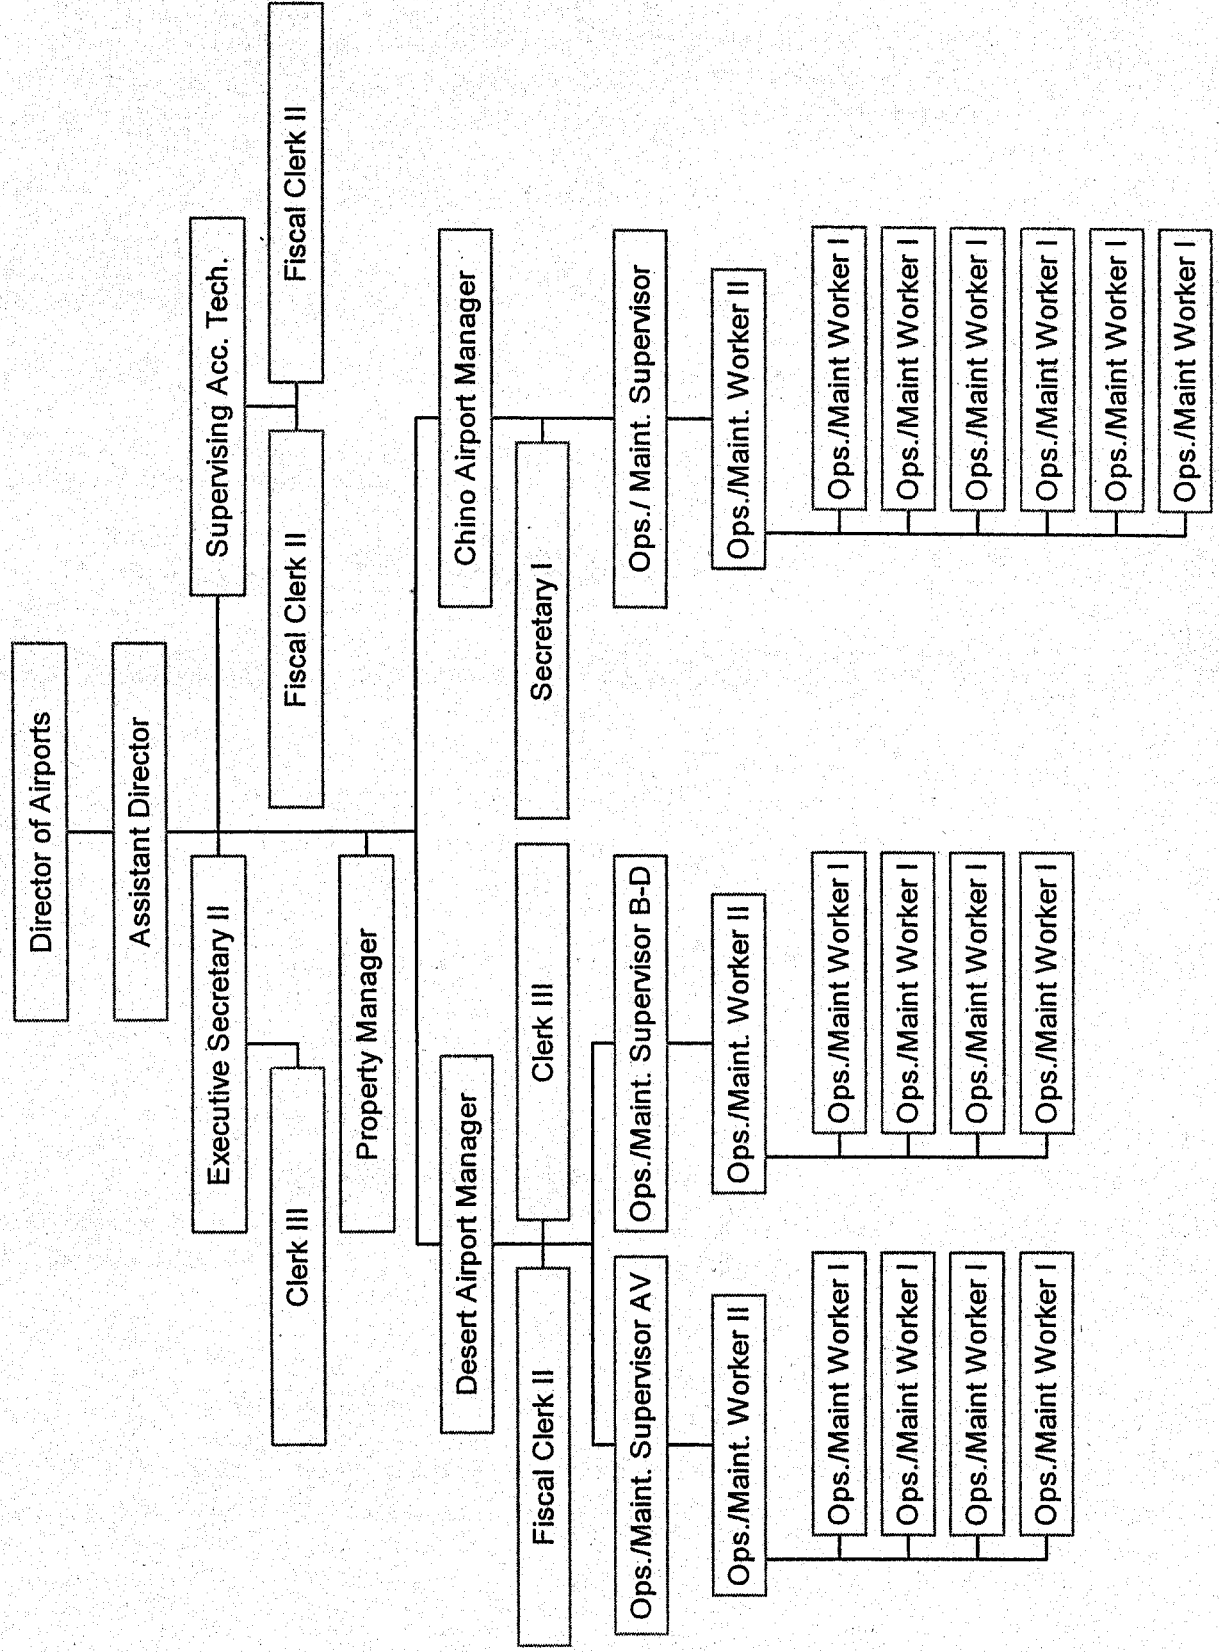 Director of Airports
Assistant Director
Executive Secretary II
Supervising Acc. Tech.
Clerk III
Fiscal Clerk II
Fiscal Clerk II
Property Manager
Desert Airport Manager
Chino Airport Manager
Fiscal Clerk II
Clerk III
Secretary I
Ops./Maint. Supervisor AV
Ops./Maint. Supervisor B-D
Ops./ Maint. Supervisor
Ops./Maint. Worker II
Ops./Maint. Worker II
Ops./Maint. Worker II
Ops./Maint Worker I
Ops./Maint Worker I
Ops./Maint Worker I
Ops./Maint Worker I
Ops./Maint Worker I
Ops./Maint Worker I
Ops./Maint Worker I
Ops./Maint Worker I
Ops./Maint Worker I
Ops./Maint Worker I
Ops./Maint Worker I
Ops./Maint Worker I
Ops./Maint Worker I
Ops./Maint Worker I